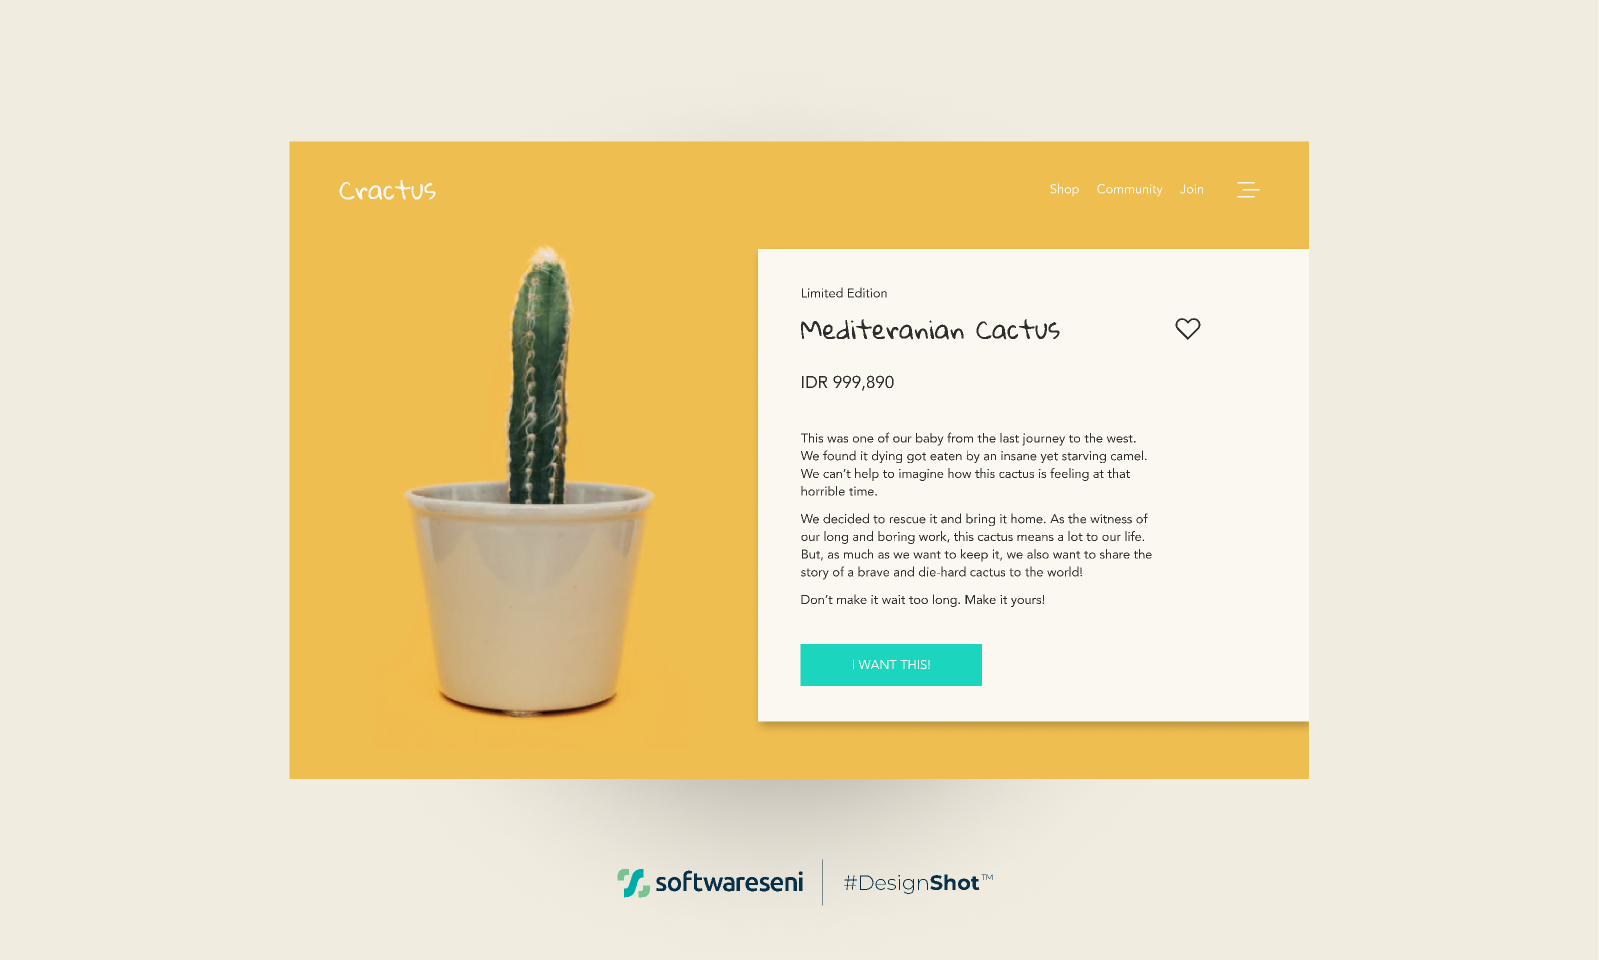 Cractus
Shop Community Join
Limited Edition
Mediteranian Cactus
IDR 999,890
This was one of our baby from the last journey to the west.
We found it dying got eaten by an insane yet starving camel.
We can't help to imagine how this cactus is feeling at that
horrible time.
We decided to rescue it and bring it home. As the witness of
our long and boring work, this cactus means a lot to our life.
But, as much as we want to keep it, we also want to share the
story of a brave and die-hard cactus to the world!
Don't make it wait too long. Make it yours!
I WANT THIS!
softwareseni
#DesignShot™